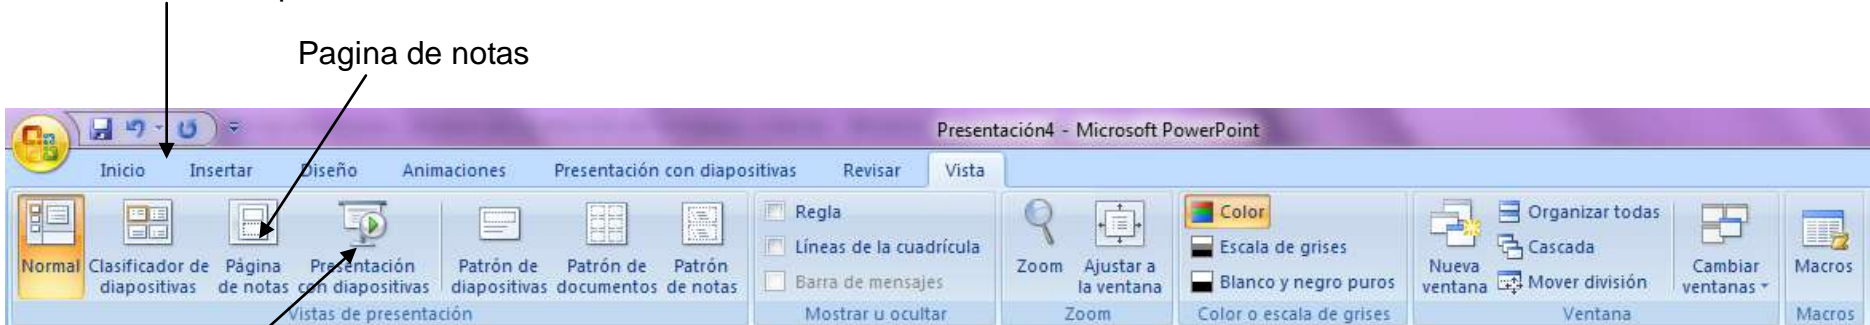 Pagina de notas
Presentación4 - Microsoft PowerPoint
Inicio Insertar Diseño Animaciones Presentación con diapositivas Revisar Vista
Normal
Clasificador de diapositivas
Página de notas
Presentación con diapositivas
Patrón de diapositivas
Patrón de documentos
Patrón de notas
Vistas de presentación
Regla
Líneas de la cuadrícula
Barra de mensajes
Mostrar u ocultar
Zoom
Ajustar a la ventana
Zoom
Color
Escala de grises
Blanco y negro puros
Color o escala de grises
Nueva ventana
Organizar todas
Cascada
Mover división
Cambiar ventanas
Ventana
Macros
Macros